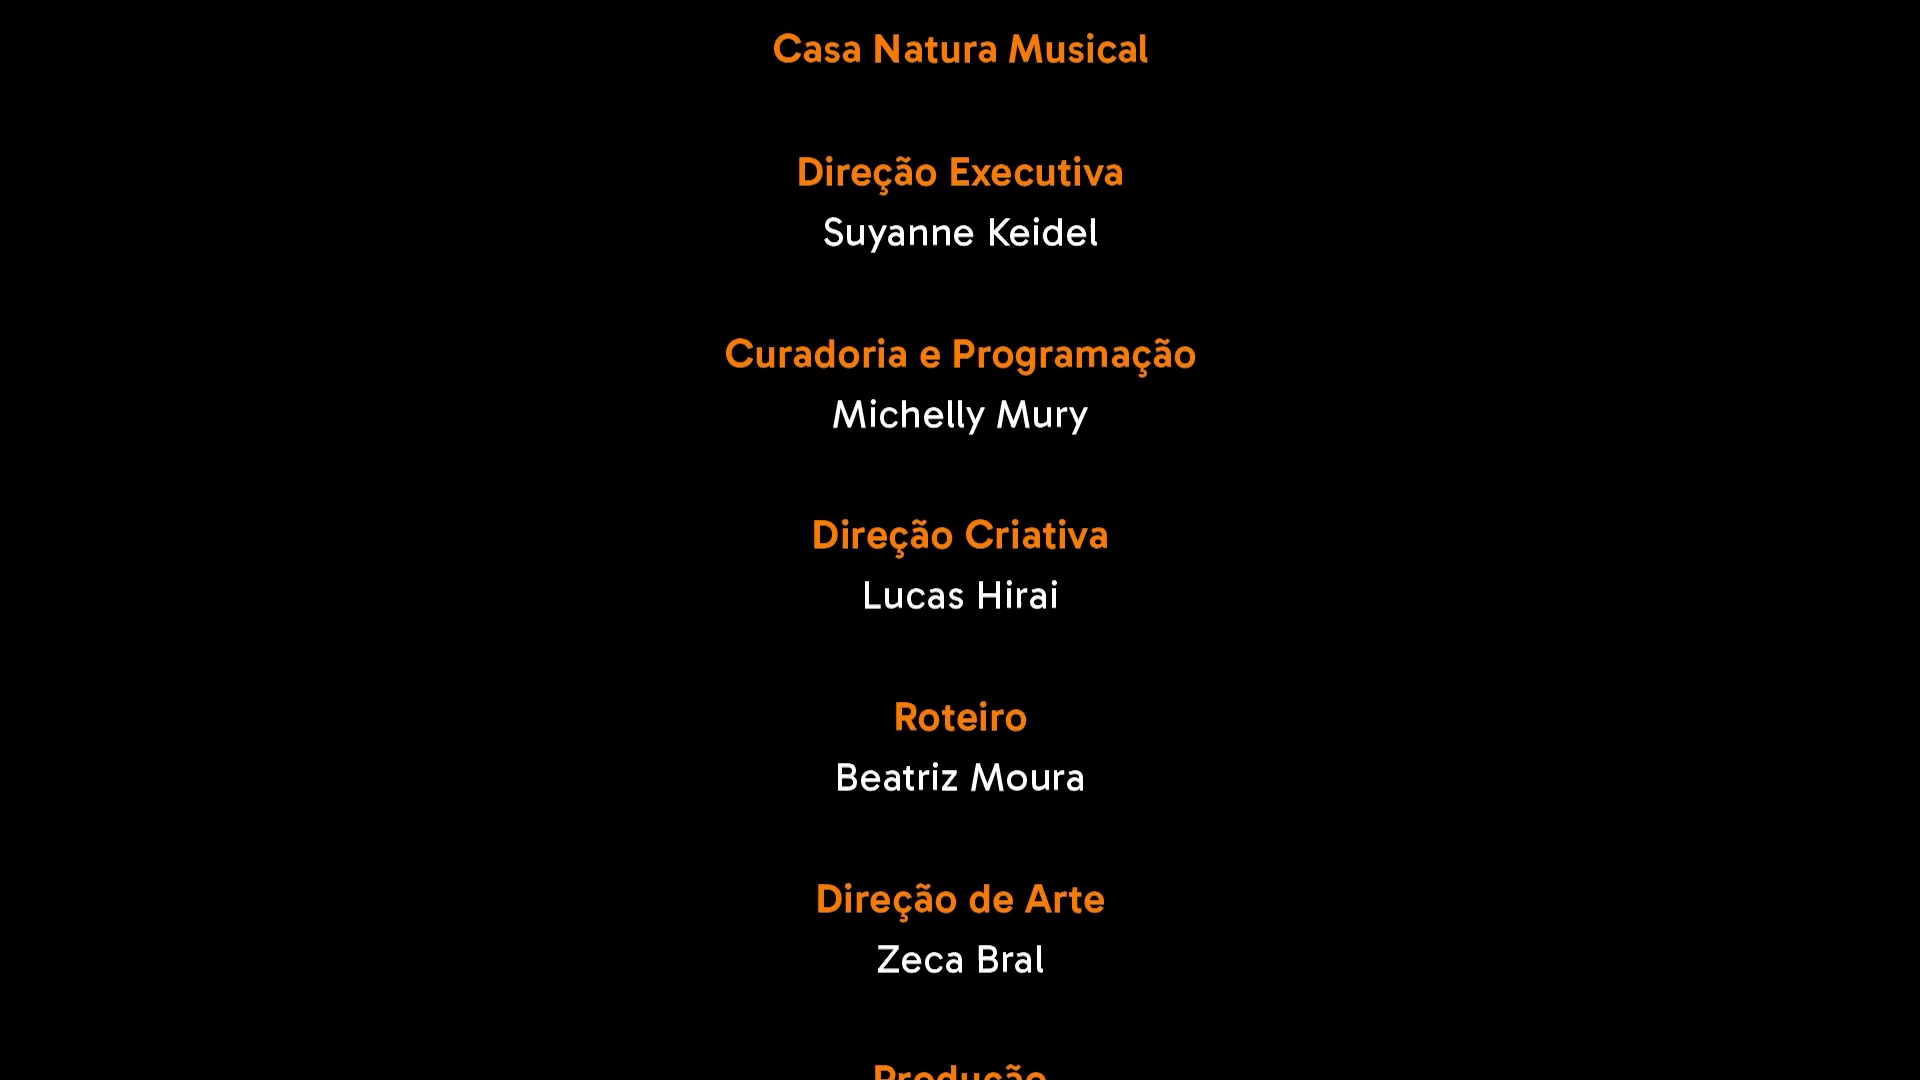 Casa Natura Musical
Direção Executiva
Suyanne Keidel
Curadoria e Programação
Michelly Mury
Direção Criativa
Lucas Hirai
Roteiro
Beatriz Moura
Direção de Arte
Zeca Bral
Produção